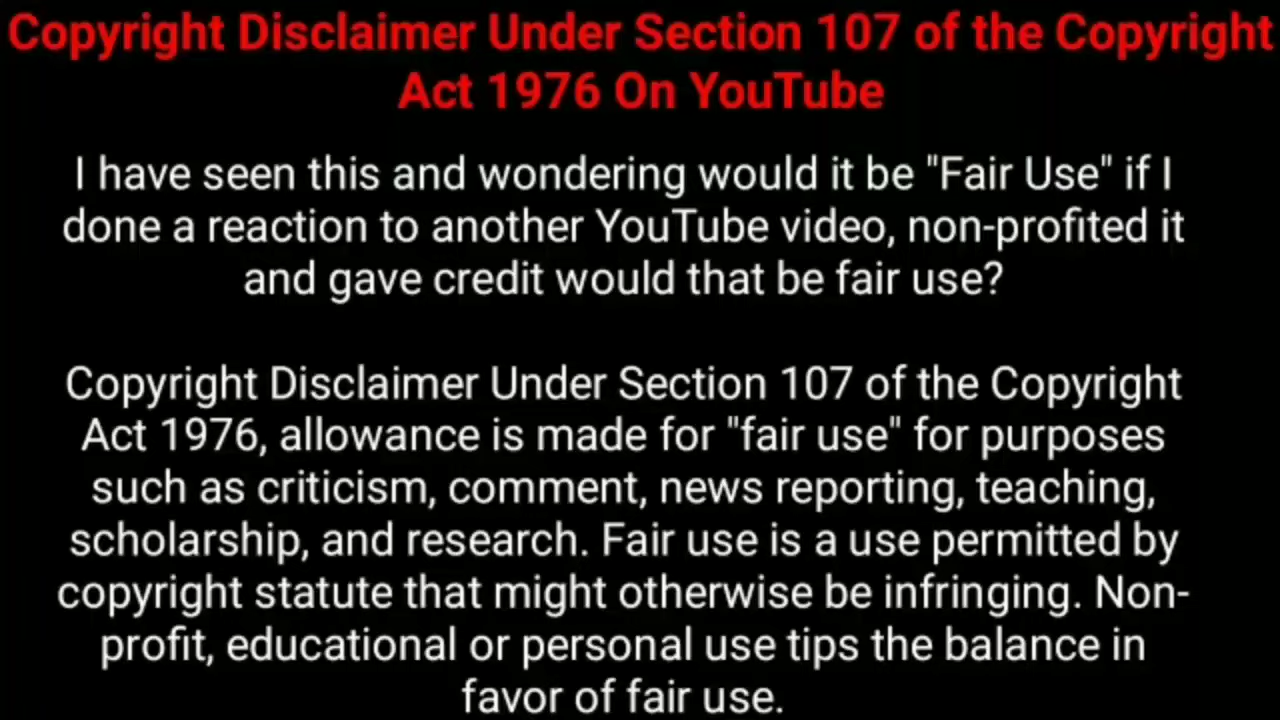 Copyright Disclaimer Under Section 107 of the Copyright
Act 1976 On YouTube
I have seen this and wondering would it be "Fair Use" if I
done a reaction to another YouTube video, non-profited it
and gave credit would that be fair use?
Copyright Disclaimer Under Section 107 of the Copyright
Act 1976, allowance is made for "fair use" for purposes
such as criticism, comment, news reporting, teaching,
scholarship, and research. Fair use is a use permitted by
copyright statute that might otherwise be infringing. Non-
profit, educational or personal use tips the balance in
favor of fair use.